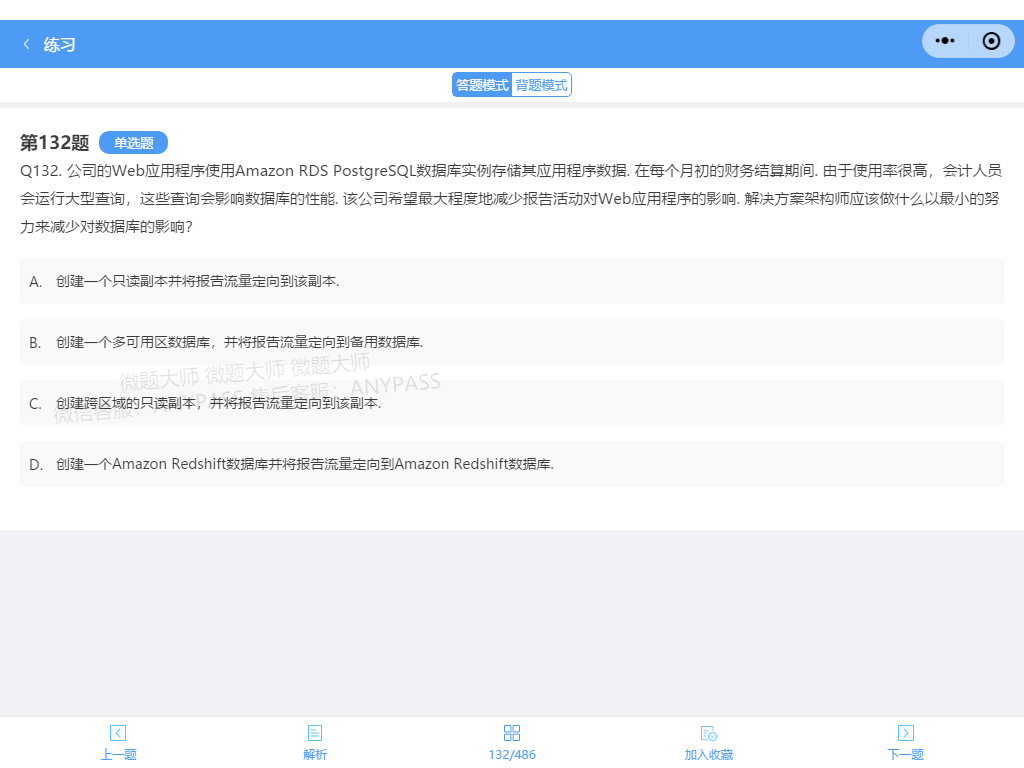 练习
答题模式 背题模式
第132题 单选题
Q132. 公司的Web应用程序使用Amazon RDS PostgreSQL数据库实例存储其应用程序数据. 在每个月初的财务结算期间. 由于使用率很高，会计人员
会运行大型查询，这些查询会影响数据库的性能. 该公司希望最大程度地减少报告活动对Web应用程序的影响. 解决方案架构师应该做什么以最小的努
力来减少对数据库的影响?
A. 创建一个只读副本并将报告流量定向到该副本.
B. 创建一个多可用区数据库，并将报告流量定向到备用数据库.
微题大师 微题大师 微题大师
微信客服：ANYPASS 售后客服：ANYPASS
C. 创建跨区域的只读副本，并将报告流量定向到该副本.
D. 创建一个Amazon Redshift数据库并将报告流量定向到Amazon Redshift数据库.
上一题 解析 132/486 加入收藏 下一题